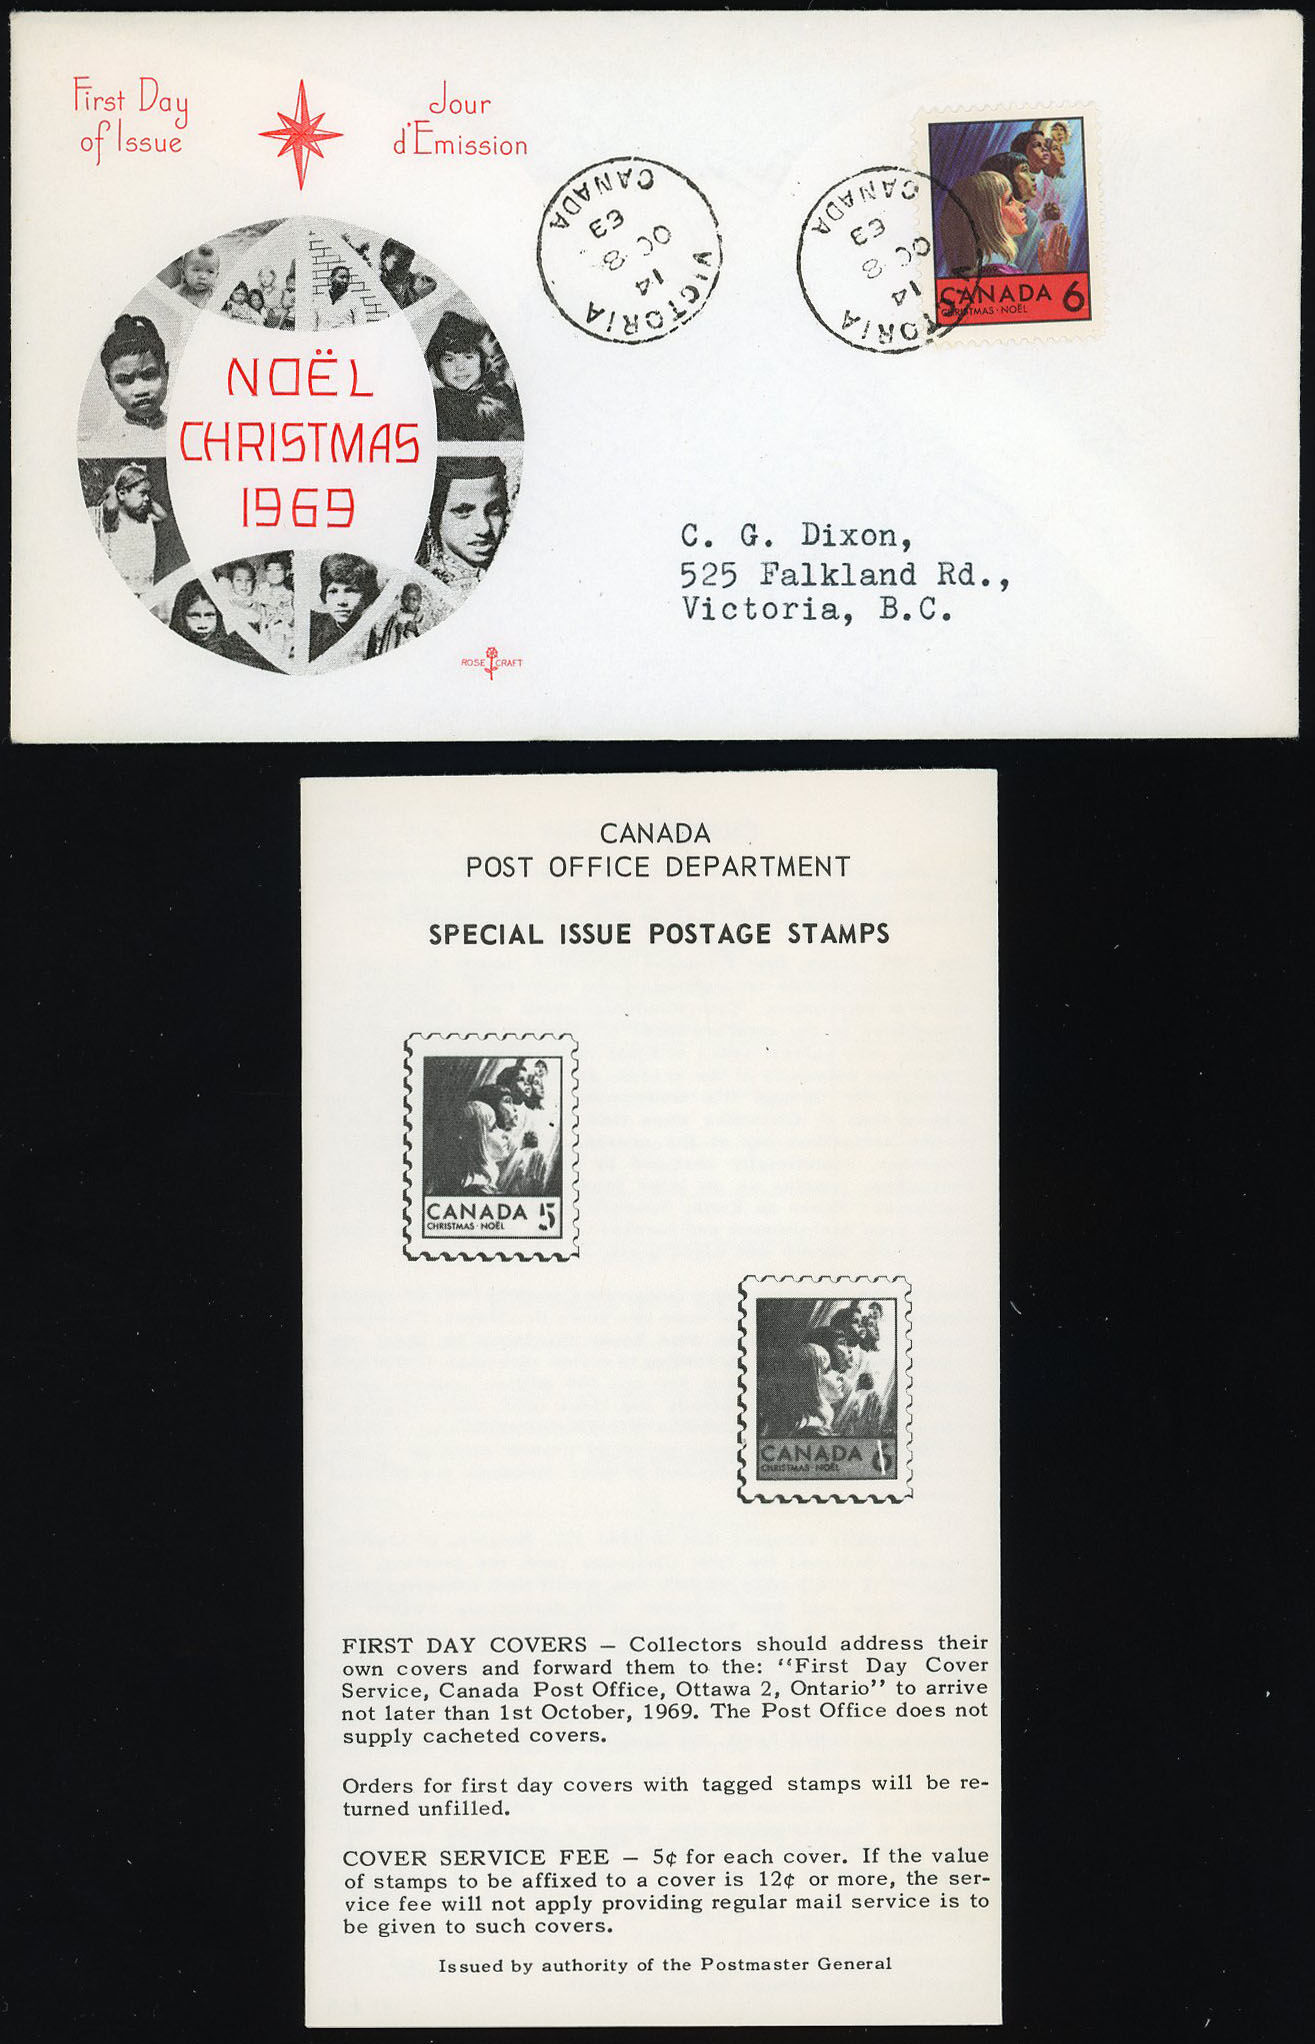 First Day
of Issue
Jour
d'Emission
NOËL
CHRISTMAS
1969
ROSE CRAFT
VICTORIA
14
OC 8
69
CANADA
VICTORIA
14
OC 8
69
CANADA
CANADA 6
CHRISTMAS·NOËL
C. G. Dixon,
525 Falkland Rd.,
Victoria, B.C.
CANADA
POST OFFICE DEPARTMENT
SPECIAL ISSUE POSTAGE STAMPS
CANADA 5
CHRISTMAS·NOËL
CANADA 6
CHRISTMAS·NOËL
FIRST DAY COVERS — Collectors should address their
own covers and forward them to the: "First Day Cover
Service, Canada Post Office, Ottawa 2, Ontario" to arrive
not later than 1st October, 1969. The Post Office does not
supply cacheted covers.
Orders for first day covers with tagged stamps will be re-
turned unfilled.
COVER SERVICE FEE — 5¢ for each cover. If the value
of stamps to be affixed to a cover is 12¢ or more, the ser-
vice fee will not apply providing regular mail service is to
be given to such covers.
Issued by authority of the Postmaster General